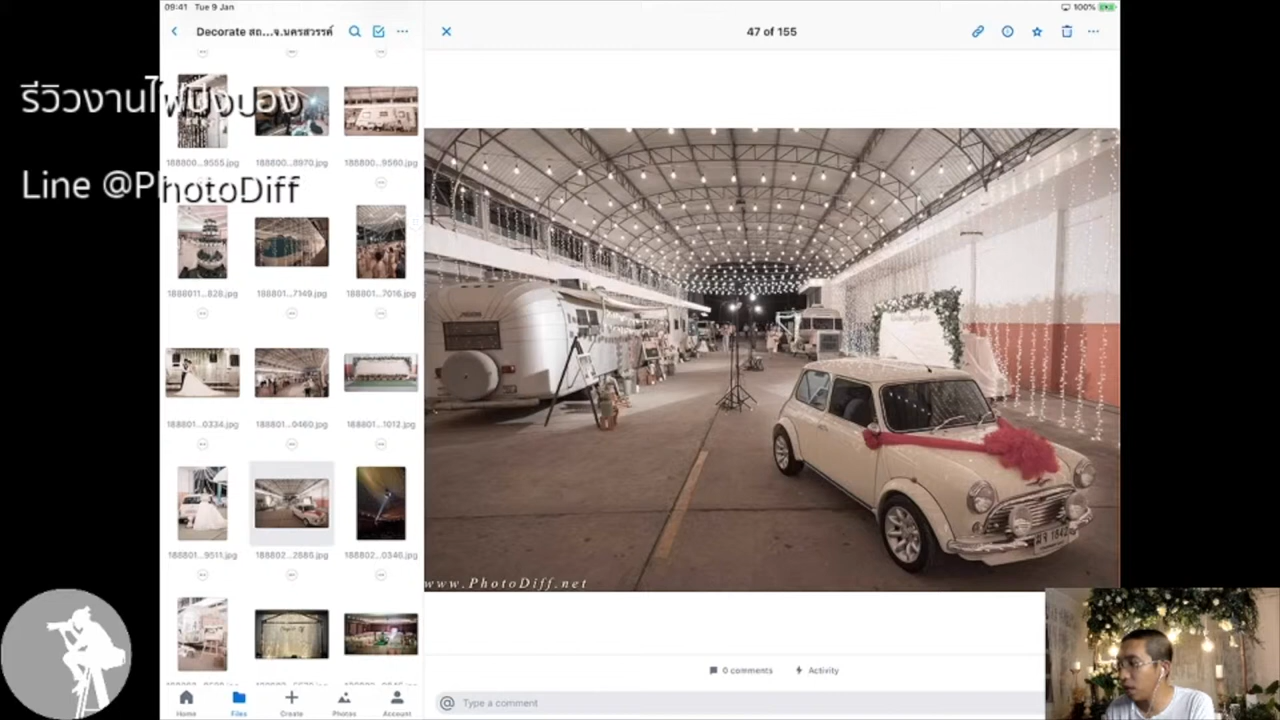 09:41 Tue 9 Jan
100%
Decorate สถ...จ.นครสวรรค์
47 of 155
รีวิวงานไฟปิงปอง
Line @PhotoDiff
188800...9555.jpg
188800...8970.jpg
188800...9560.jpg
1888011...828.jpg
188801...7149.jpg
188801...7016.jpg
188801...0334.jpg
188801...0460.jpg
188801...1012.jpg
188801...9511.jpg
188802...2686.jpg
188802...0346.jpg
www.PhotoDiff.net
0 comments
Activity
Type a comment
Home
Files
Create
Photos
Account